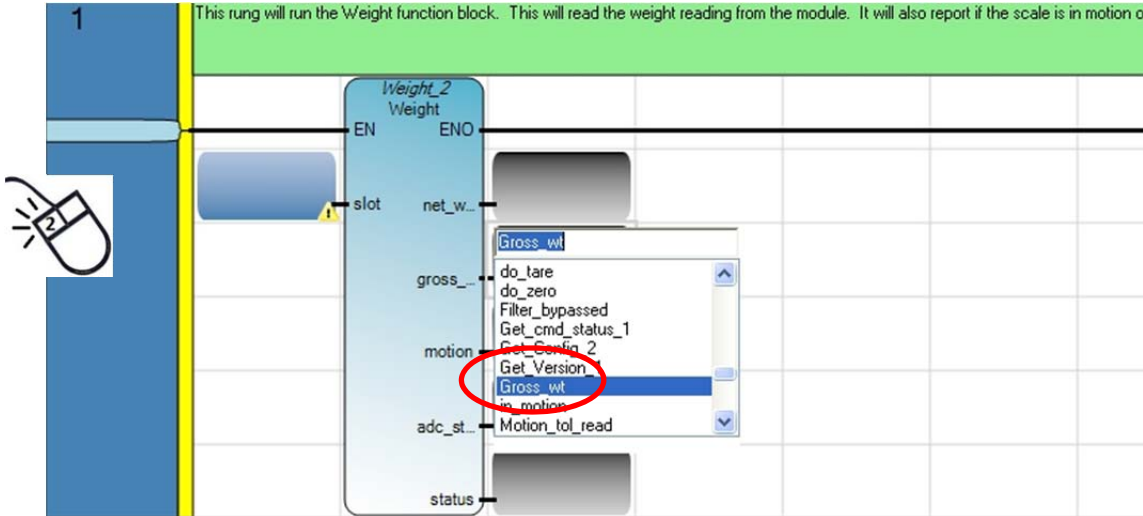 1
This rung will run the Weight function block. This will read the weight reading from the module. It will also report if the scale is in motion o
Weight_2
Weight
EN ENO
slot net_w...
2
Gross_wt
gross_...
do_tare
do_zero
Filter_bypassed
Get_cmd_status_1
motion
Get_Config_2
Get_Version_1
Gross_wt
in_motion
adc_st...
Motion_tol_read
status